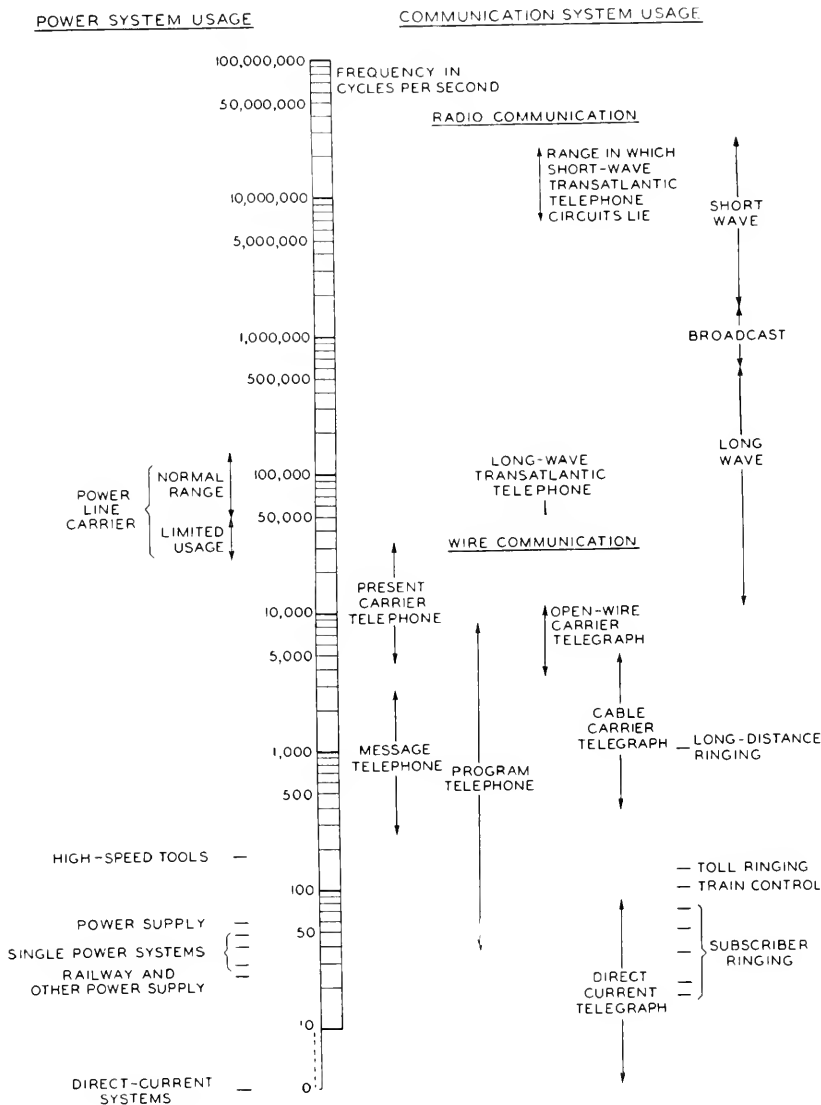 POWER SYSTEM USAGE
COMMUNICATION SYSTEM USAGE
FREQUENCY IN
CYCLES PER SECOND
100,000,000
50,000,000
10,000,000
5,000,000
1,000,000
500,000
100,000
50,000
10,000
5,000
1,000
500
100
50
10
0
POWER
LINE
CARRIER
NORMAL
RANGE
LIMITED
USAGE
HIGH-SPEED TOOLS
POWER SUPPLY
SINGLE POWER SYSTEMS
RAILWAY AND
OTHER POWER SUPPLY
DIRECT-CURRENT
SYSTEMS
RADIO COMMUNICATION
RANGE IN WHICH
SHORT-WAVE
TRANSATLANTIC
TELEPHONE
CIRCUITS LIE
SHORT
WAVE
BROADCAST
LONG
WAVE
LONG-WAVE
TRANSATLANTIC
TELEPHONE
WIRE COMMUNICATION
PRESENT
CARRIER
TELEPHONE
OPEN-WIRE
CARRIER
TELEGRAPH
MESSAGE
TELEPHONE
PROGRAM
TELEPHONE
CABLE
CARRIER
TELEGRAPH
LONG-DISTANCE
RINGING
TOLL RINGING
TRAIN CONTROL
SUBSCRIBER
RINGING
DIRECT
CURRENT
TELEGRAPH